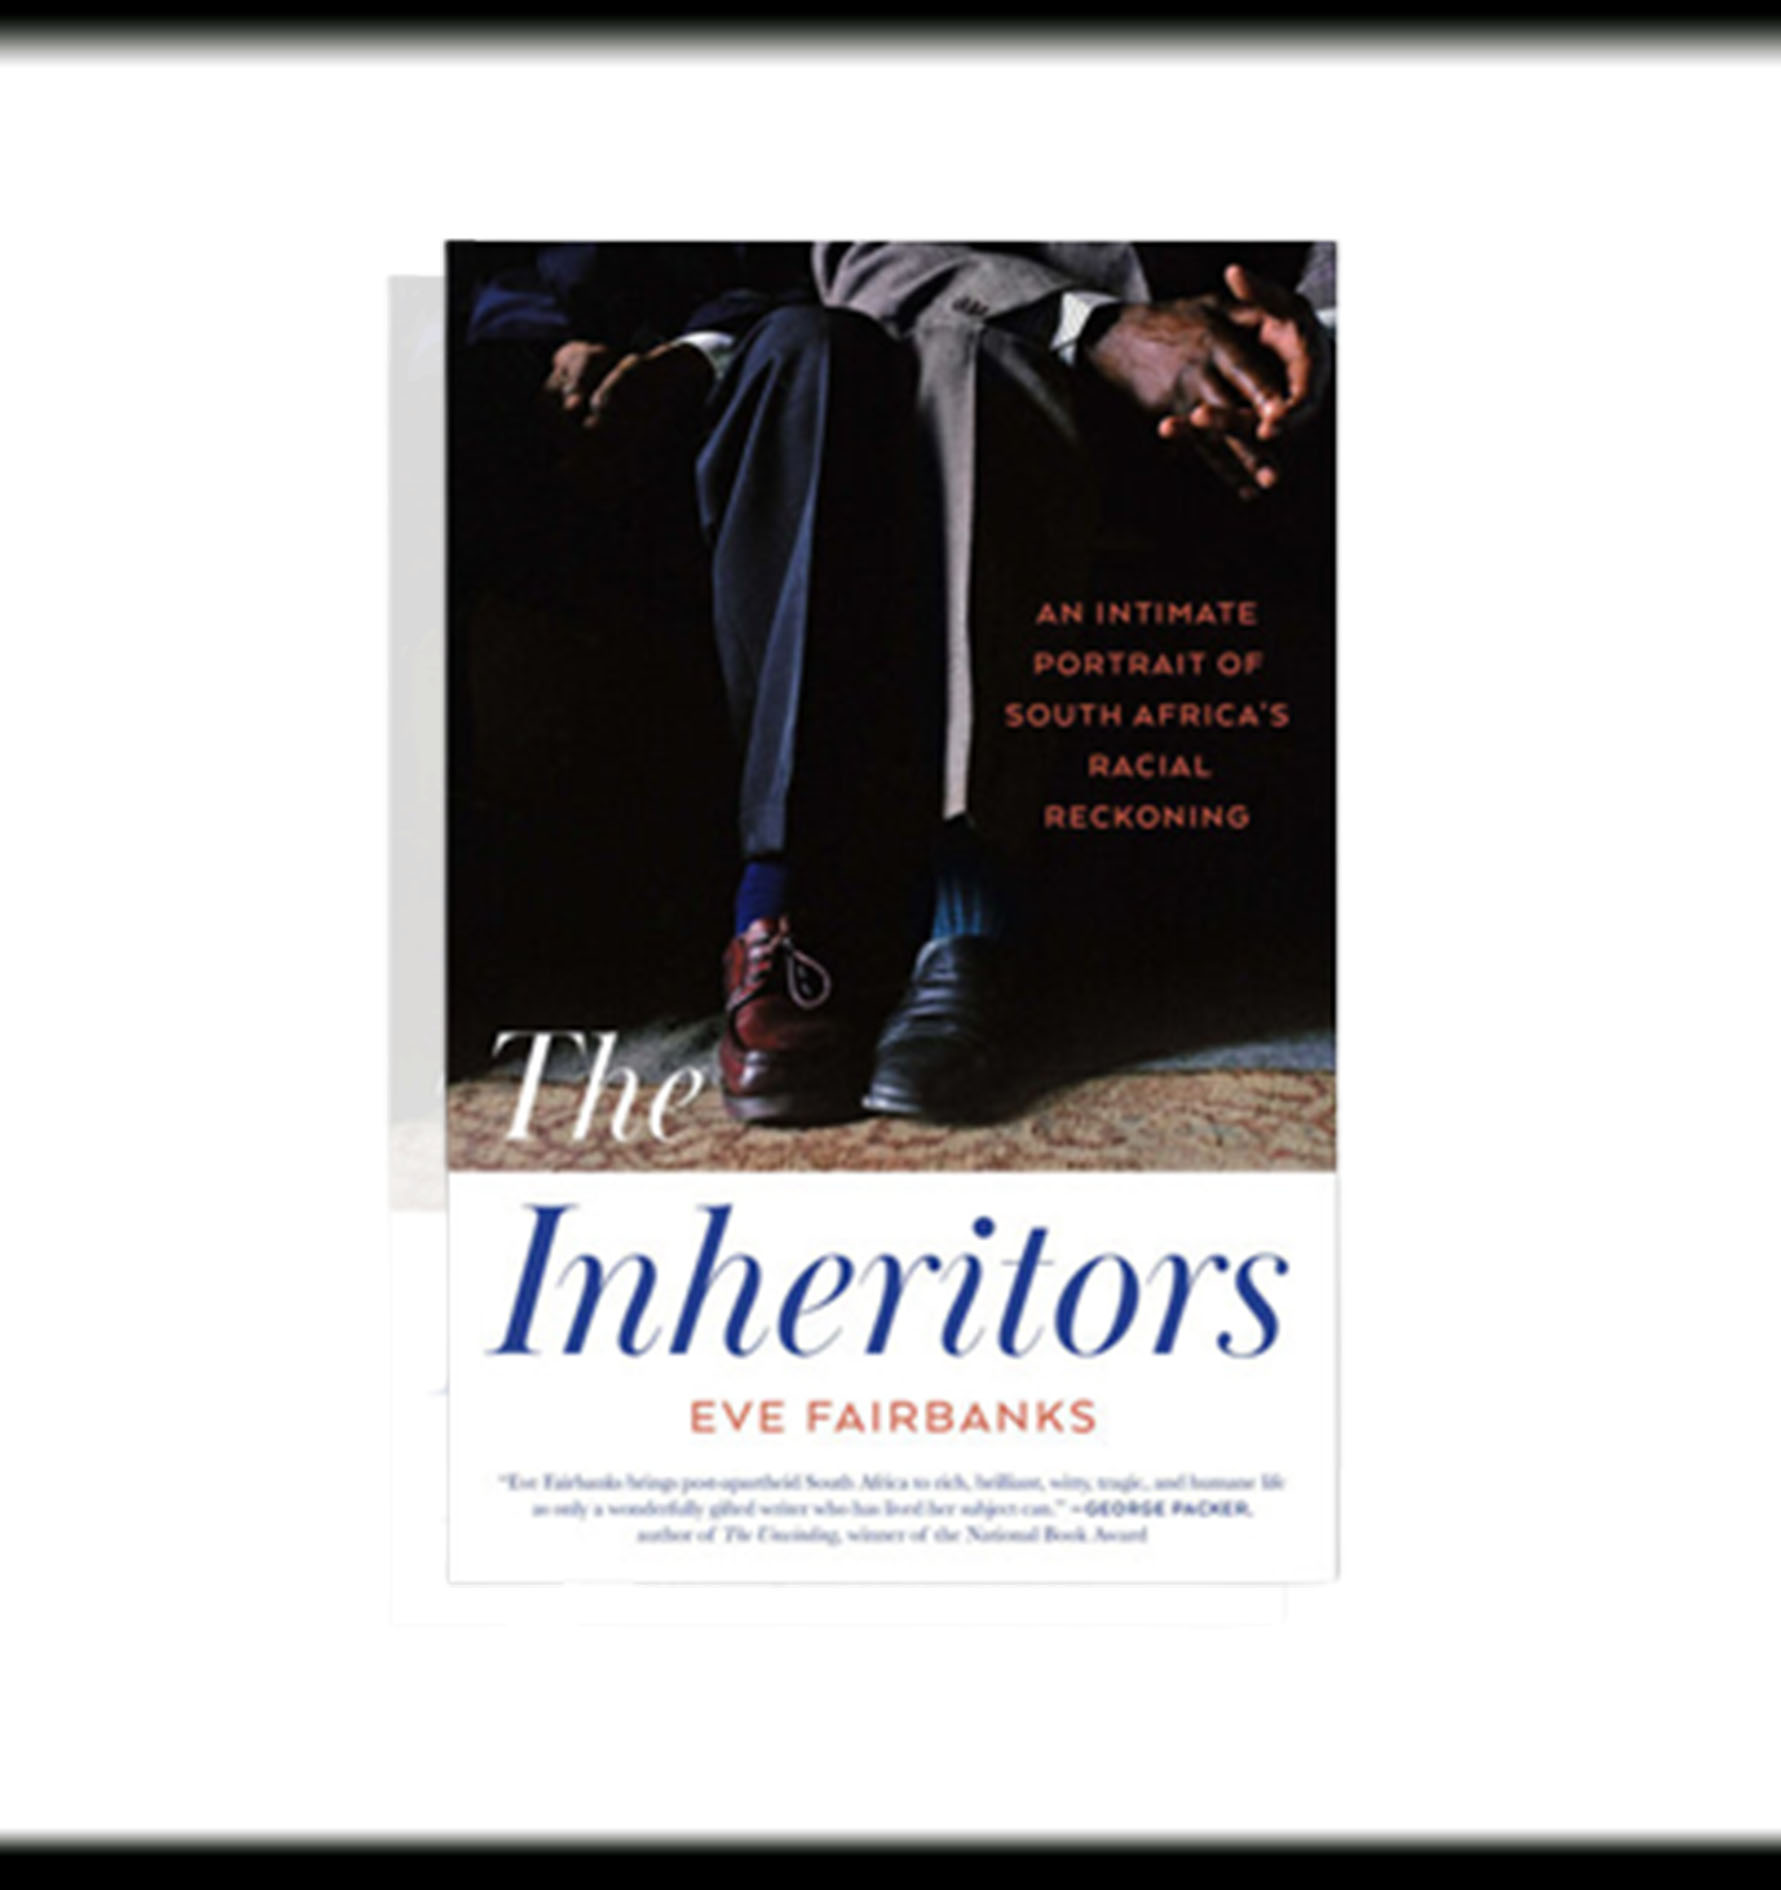 AN INTIMATE
PORTRAIT OF
SOUTH AFRICA'S
RACIAL
RECKONING
The
Inheritors
EVE FAIRBANKS
"Eve Fairbanks brings post-apartheid South Africa to rich, brilliant, witty, tragic, and humane life
as only a wonderfully gifted writer who has lived her subject can." —GEORGE PACKER,
author of The Unwinding, winner of the National Book Award